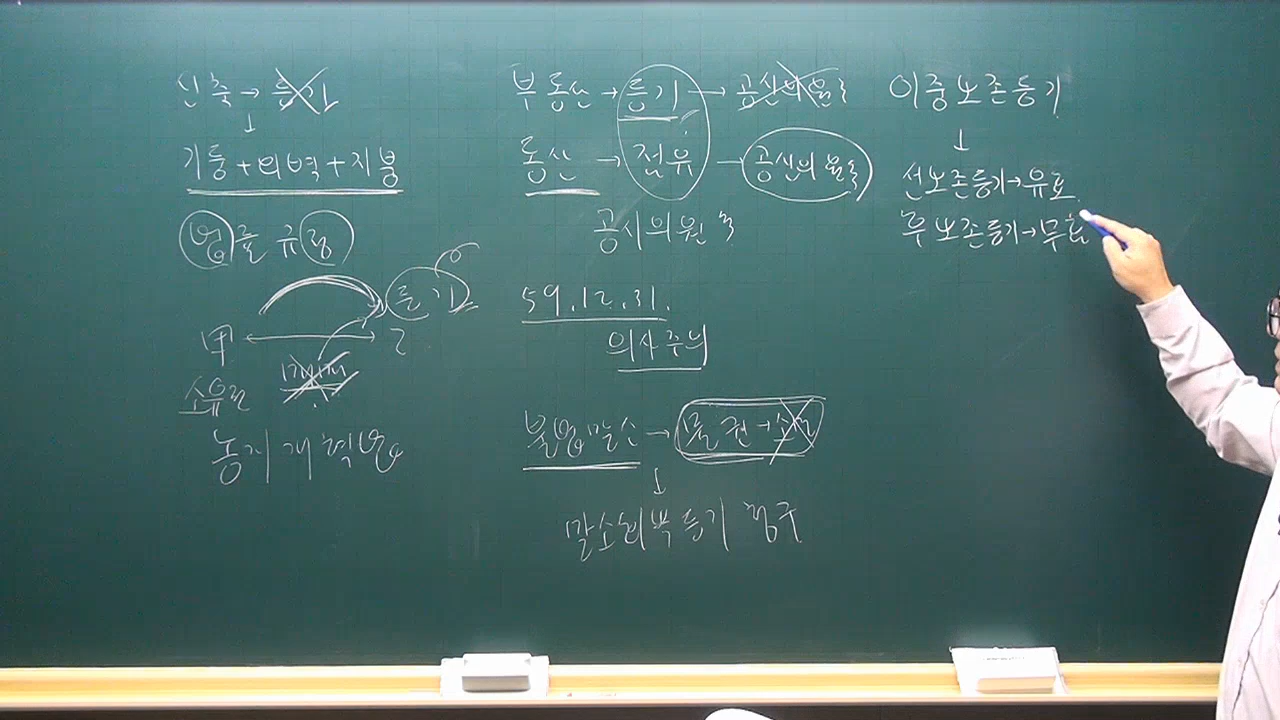 신축 → 등기
↓
기둥 + 외벽 + 지붕
법률규정
등기
甲 ↔ 乙
소유권
농지개혁법
부동산 → 등기 → 공신의 원칙
동산 → 점유 → 공신의 원칙
공시의 원칙
59.12.31.
의사주의
불법말소 → 물권 → 소멸
↓
말소회복등기 청구
이중보존등기
↓
선보존등기 → 유효
후보존등기 → 무효